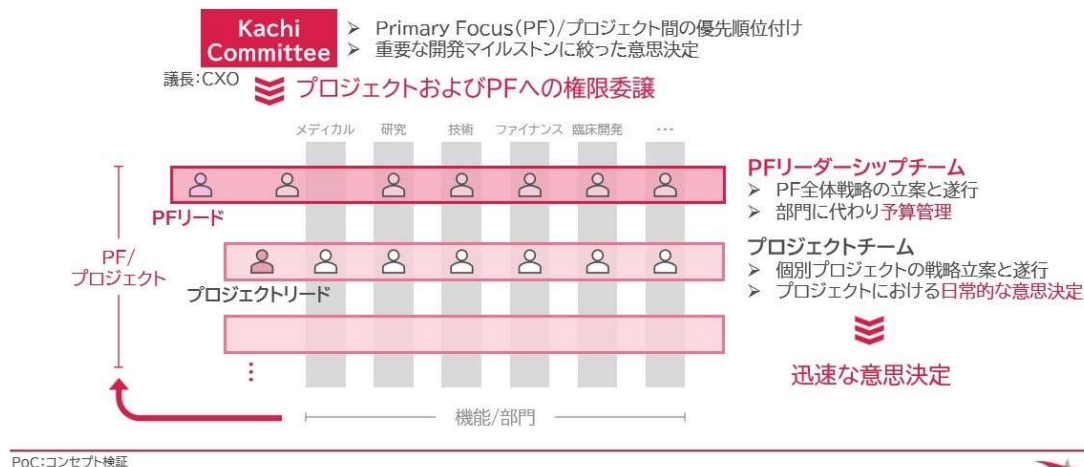 Kachi
Committee
➢ Primary Focus(PF)/プロジェクト間の優先順位付け
➢ 重要な開発マイルストンに絞った意思決定
議長:CXO
プロジェクトおよびPFへの権限委譲
メディカル 研究 技術 ファイナンス 臨床開発 ...
PFリード
PFリーダーシップチーム
➢ PF全体戦略の立案と遂行
➢ 部門に代わり予算管理
PF/
プロジェクト
プロジェクトリード
プロジェクトチーム
➢ 個別プロジェクトの戦略立案と遂行
➢ プロジェクトにおける日常的な意思決定
迅速な意思決定
機能/部門
PoC:コンセプト検証